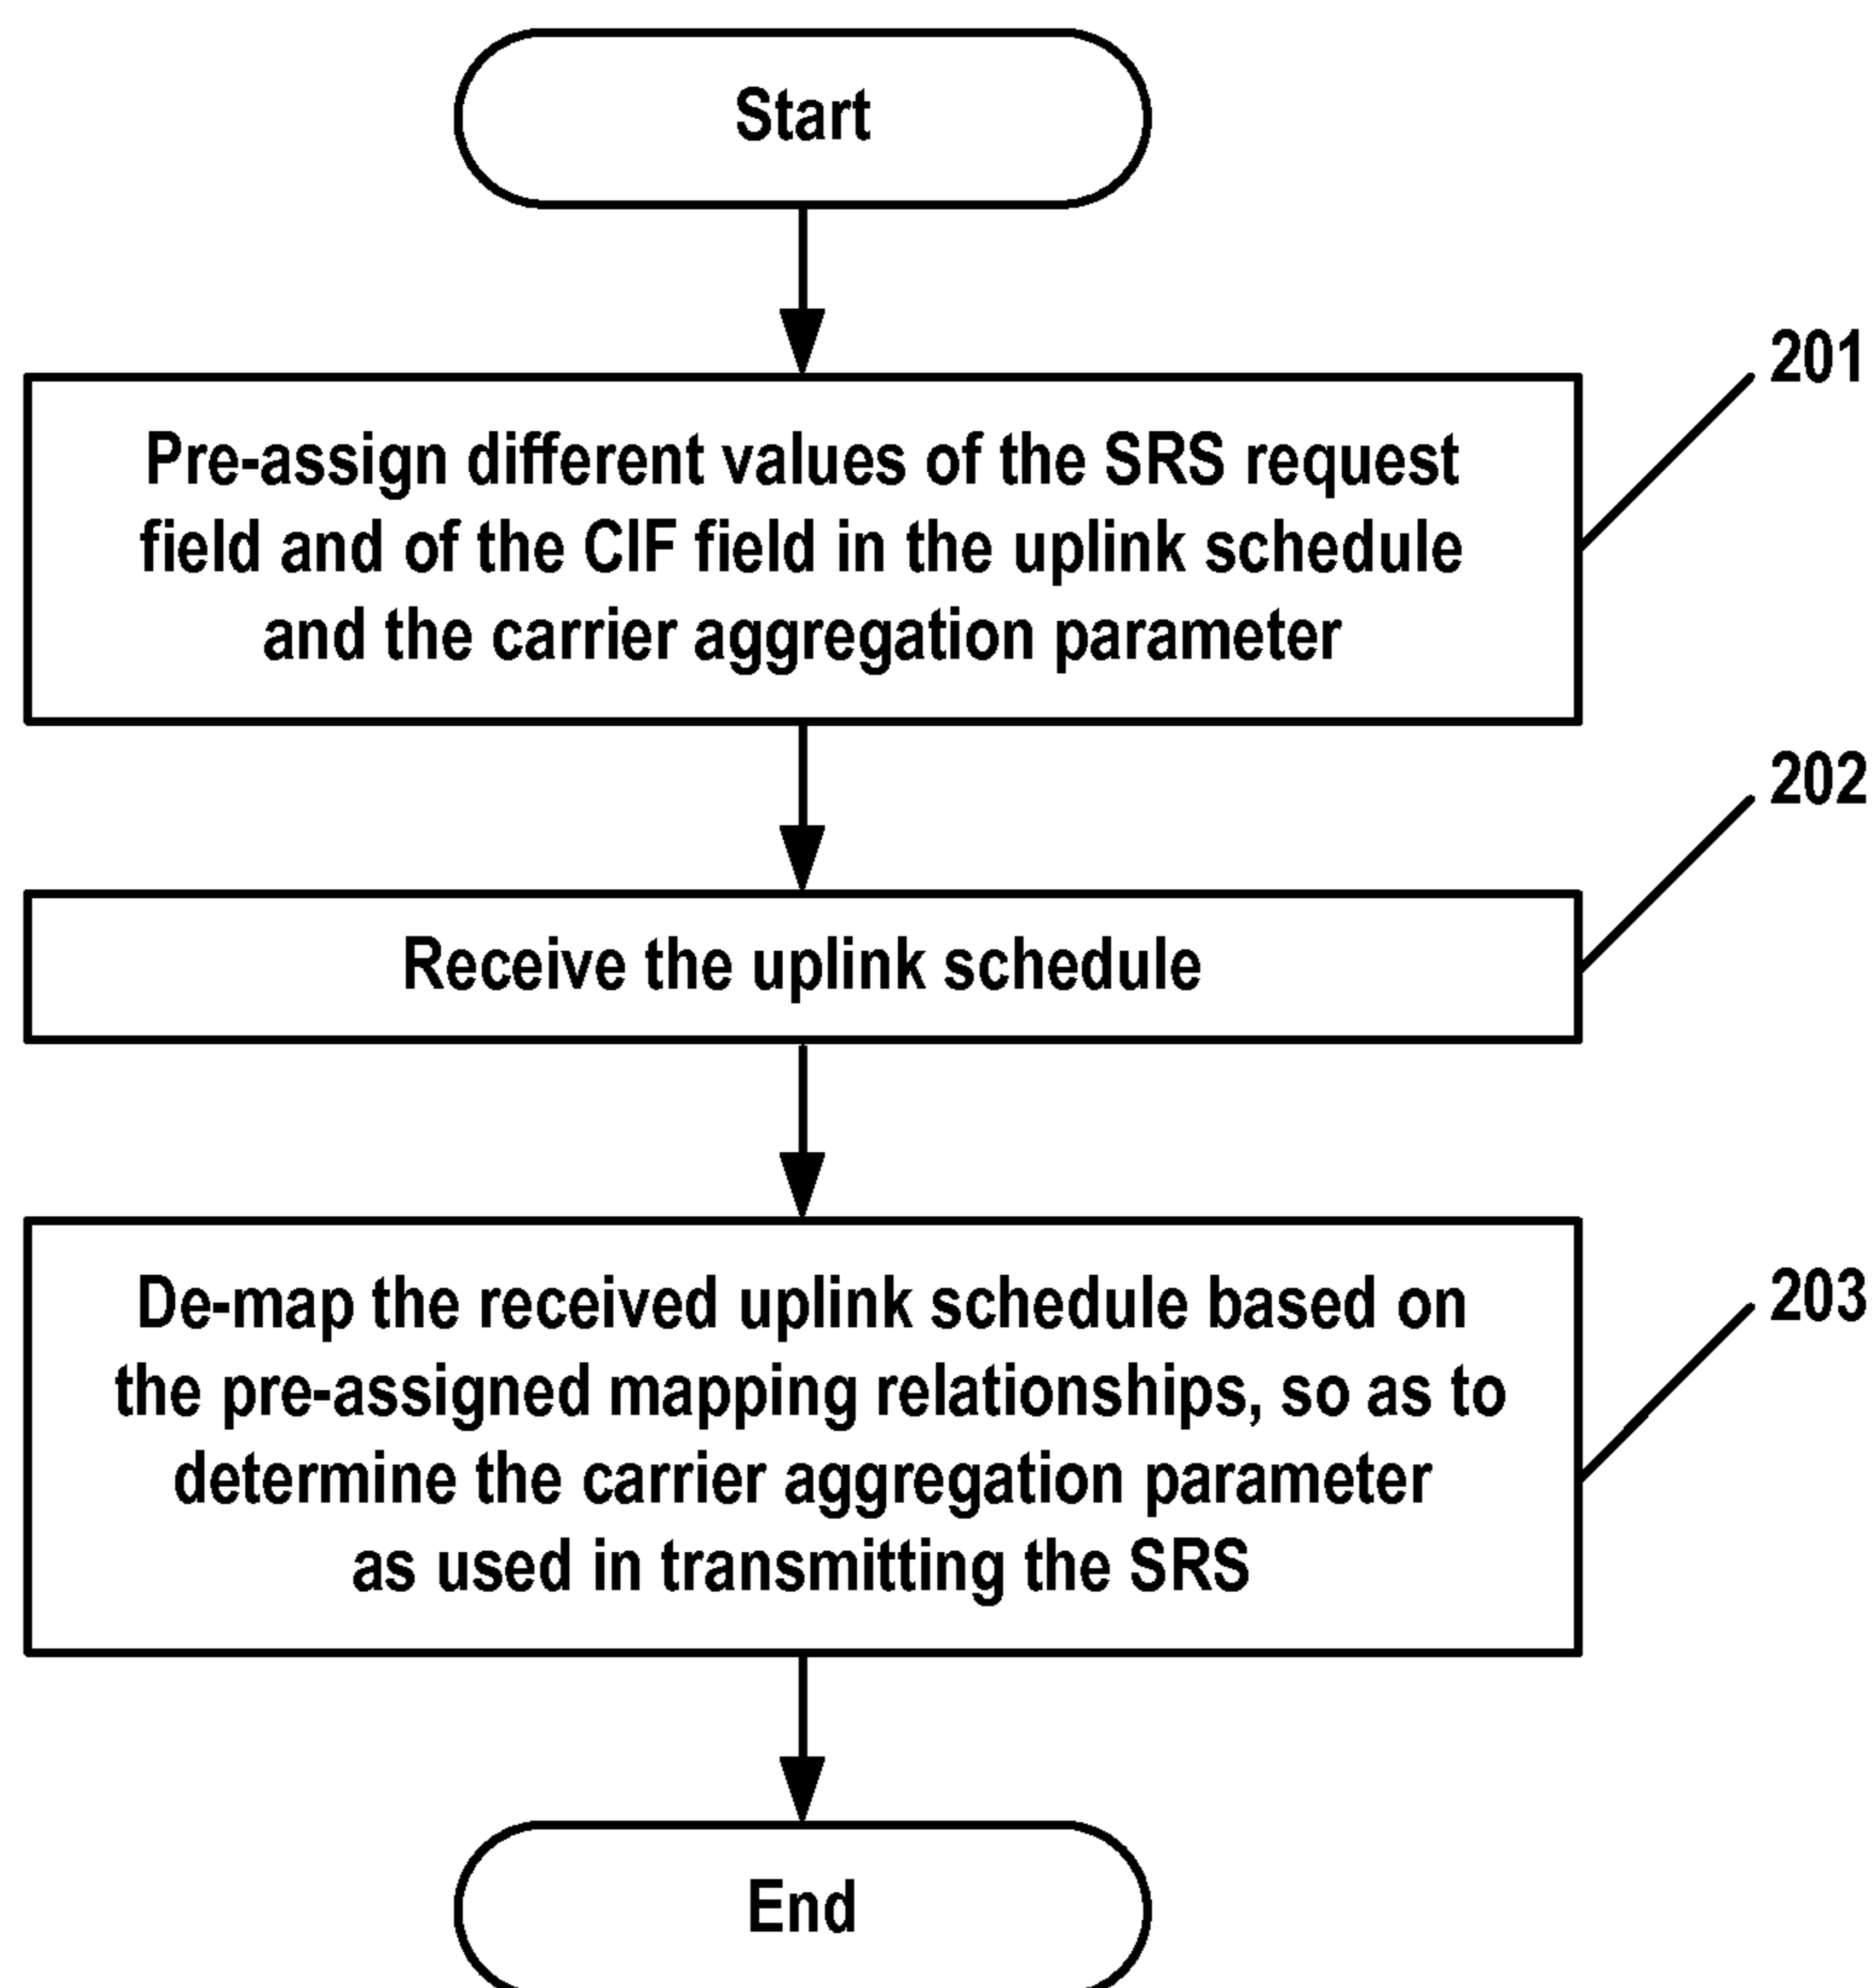 Start
201
Pre-assign different values of the SRS request
field and of the CIF field in the uplink schedule
and the carrier aggregation parameter
202
Receive the uplink schedule
203
De-map the received uplink schedule based on
the pre-assigned mapping relationships, so as to
determine the carrier aggregation parameter
as used in transmitting the SRS
End